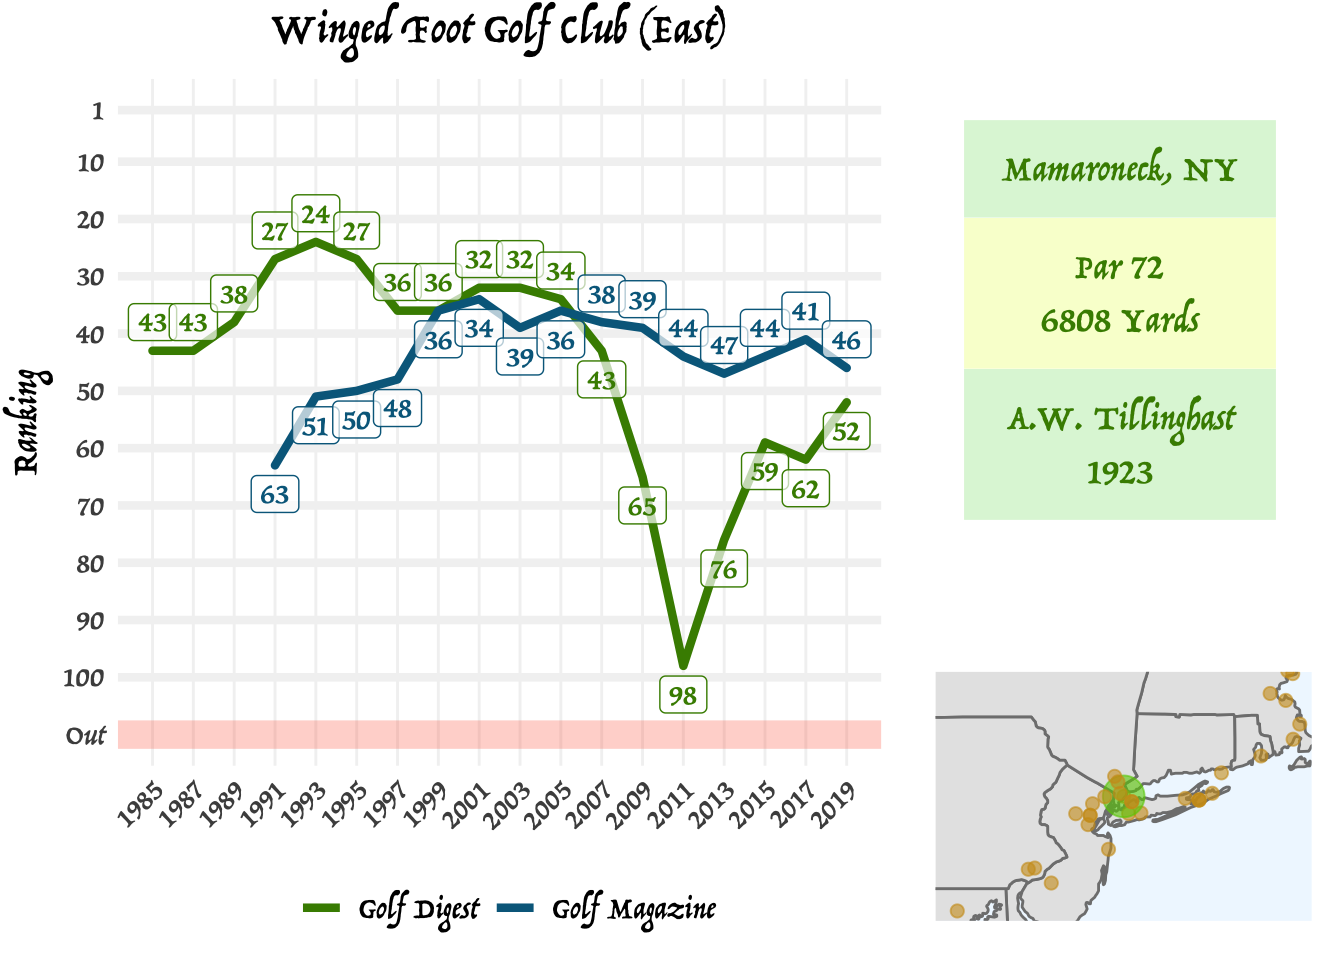 Winged Foot Golf Club (East)
Ranking
1
10
20
30
40
50
60
70
80
90
100
Out
43 43 38 27 24 27 36 36 32 32 34 43 65 98 76 59 62 52
63 51 50 48 36 34 39 36 38 39 44 47 44 41 46
1985 1987 1989 1991 1993 1995 1997 1999 2001 2003 2005 2007 2009 2011 2013 2015 2017 2019
Golf Digest Golf Magazine
Mamaroneck, NY
Par 72
6808 Yards
A.W. Tillinghast
1923